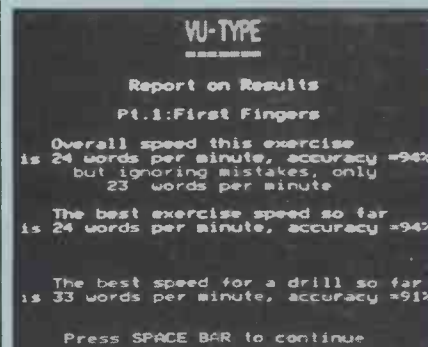 VU-TYPE
Report on Results
Pt.1:First Fingers
Overall speed this exercise
is 24 words per minute, accuracy =94%
but ignoring mistakes, only
23 words per minute
The best exercise speed so far
is 24 words per minute, accuracy =94%
The best speed for a drill so far
is 33 words per minute, accuracy =91%
Press SPACE BAR to continue